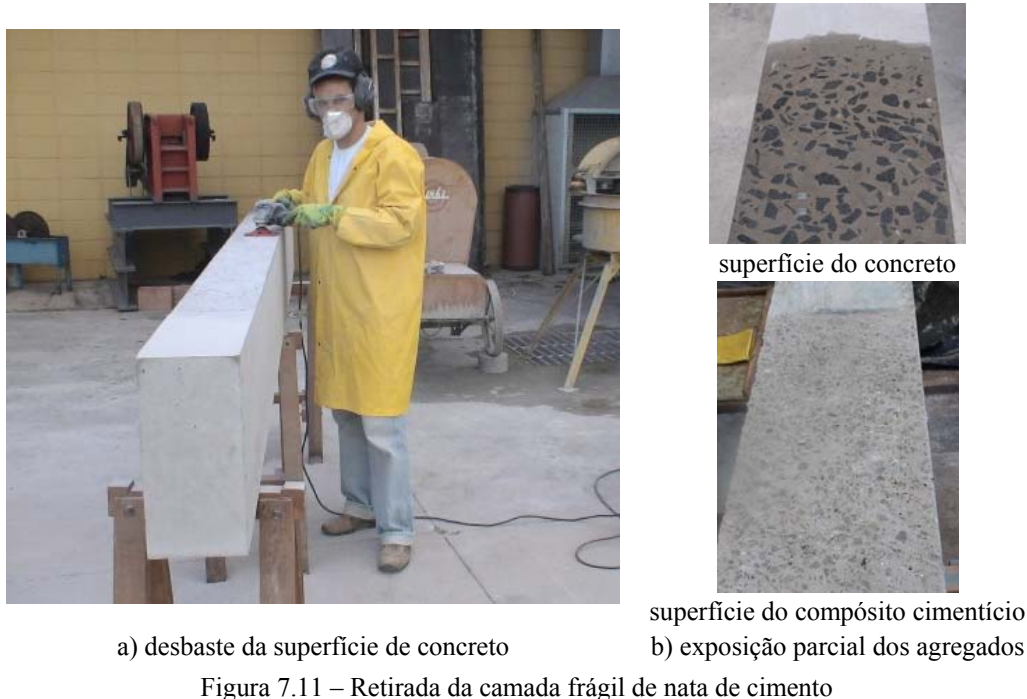 superfície do concreto
superfície do compósito cimentício
a) desbaste da superfície de concreto
b) exposição parcial dos agregados
Figura 7.11 – Retirada da camada frágil de nata de cimento